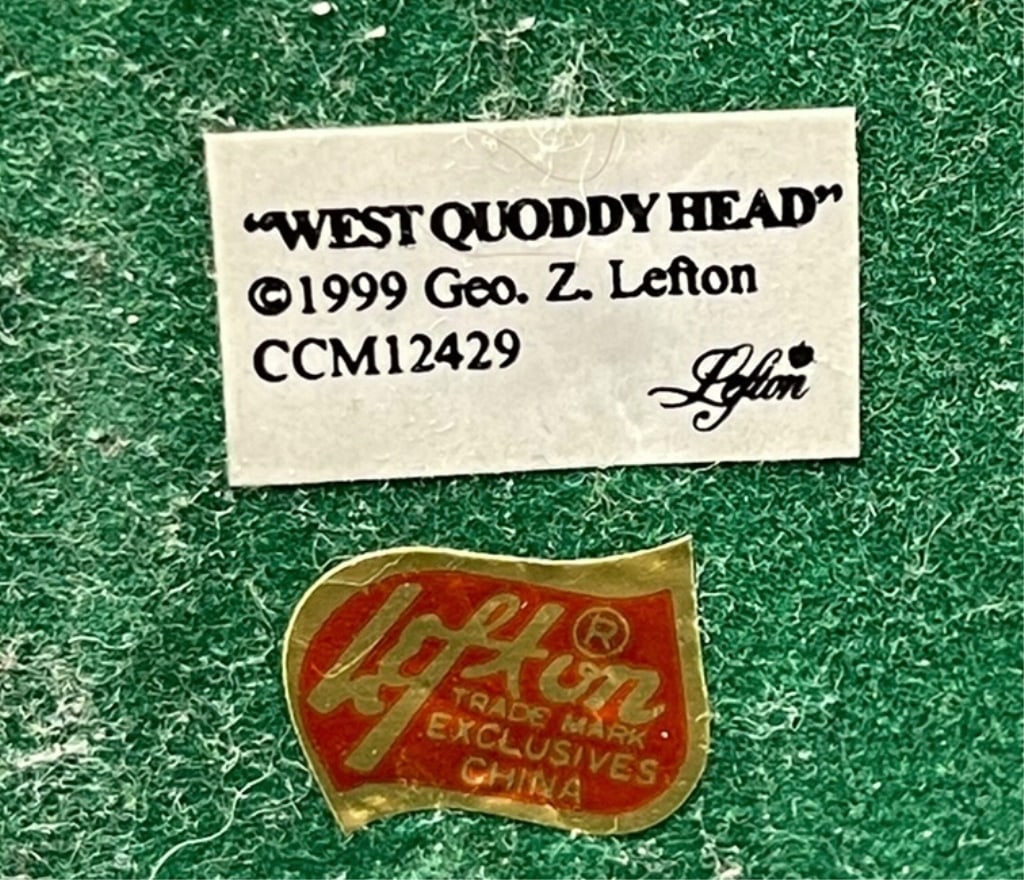 “WEST QUODDY HEAD”
©1999 Geo. Z. Lefton
CCM12429
Lefton
Lefton ®
TRADE MARK
EXCLUSIVES
CHINA